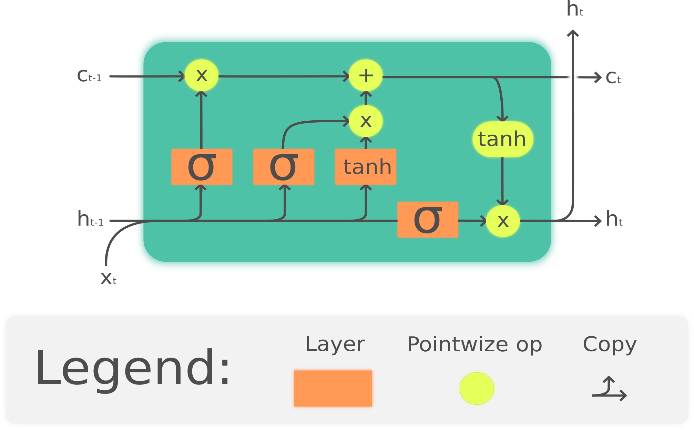 hₜ
cₜ₋₁ x + cₜ
x tanh
σ σ tanh
hₜ₋₁ σ x hₜ
xₜ
Layer Pointwize op Copy
Legend: